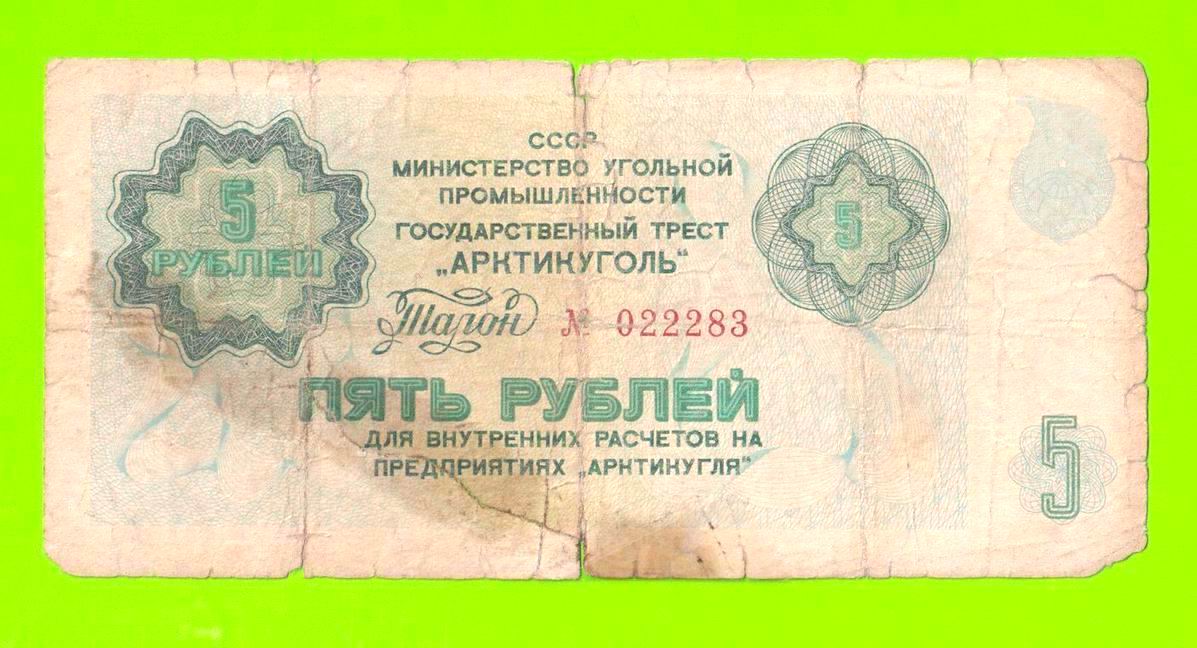 5
РУБЛЕЙ
СССР
МИНИСТЕРСТВО УГОЛЬНОЙ
ПРОМЫШЛЕННОСТИ
ГОСУДАРСТВЕННЫЙ ТРЕСТ
„АРКТИКУГОЛЬ“
5
Талон № 022283
ПЯТЬ РУБЛЕЙ
ДЛЯ ВНУТРЕННИХ РАСЧЕТОВ НА
ПРЕДПРИЯТИЯХ „АРКТИКУГЛЯ“
5